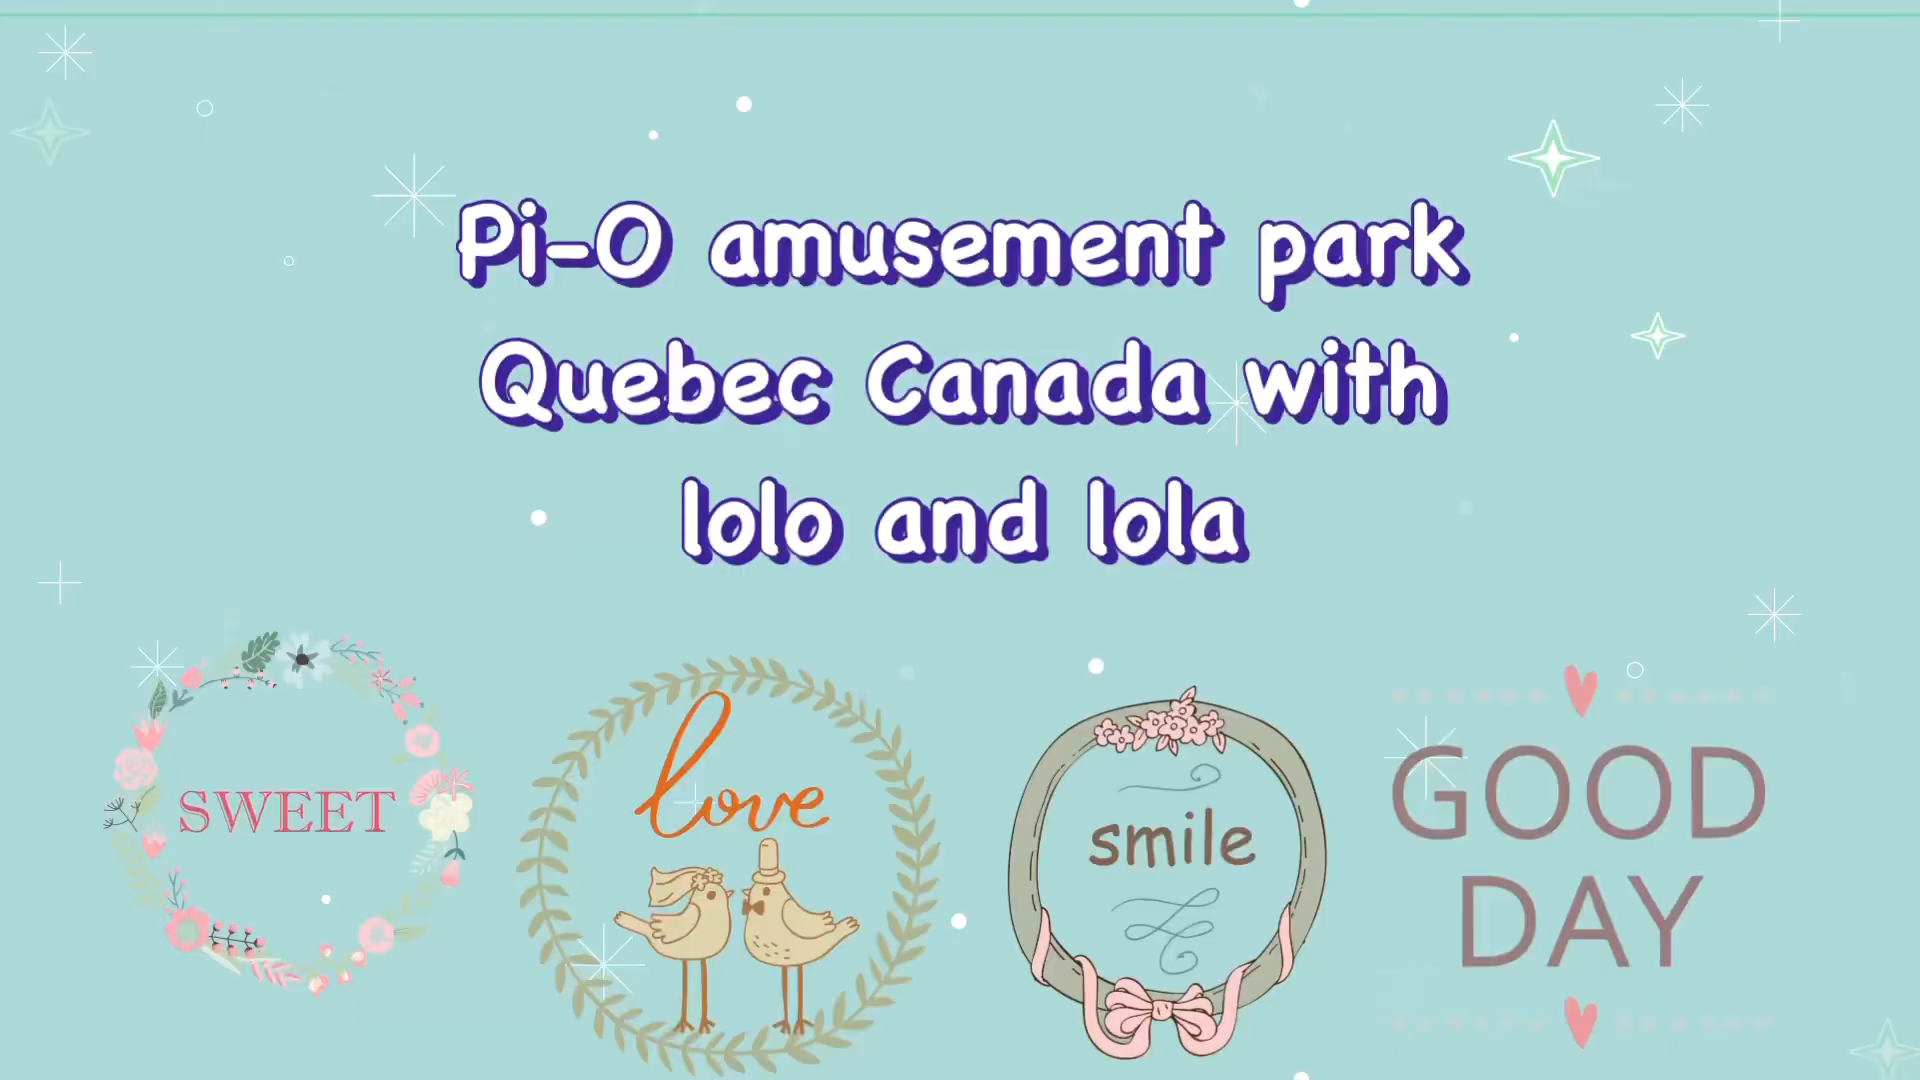 Pi-O amusement park
Quebec Canada with
lolo and lola
SWEET
love
smile
GOOD
DAY